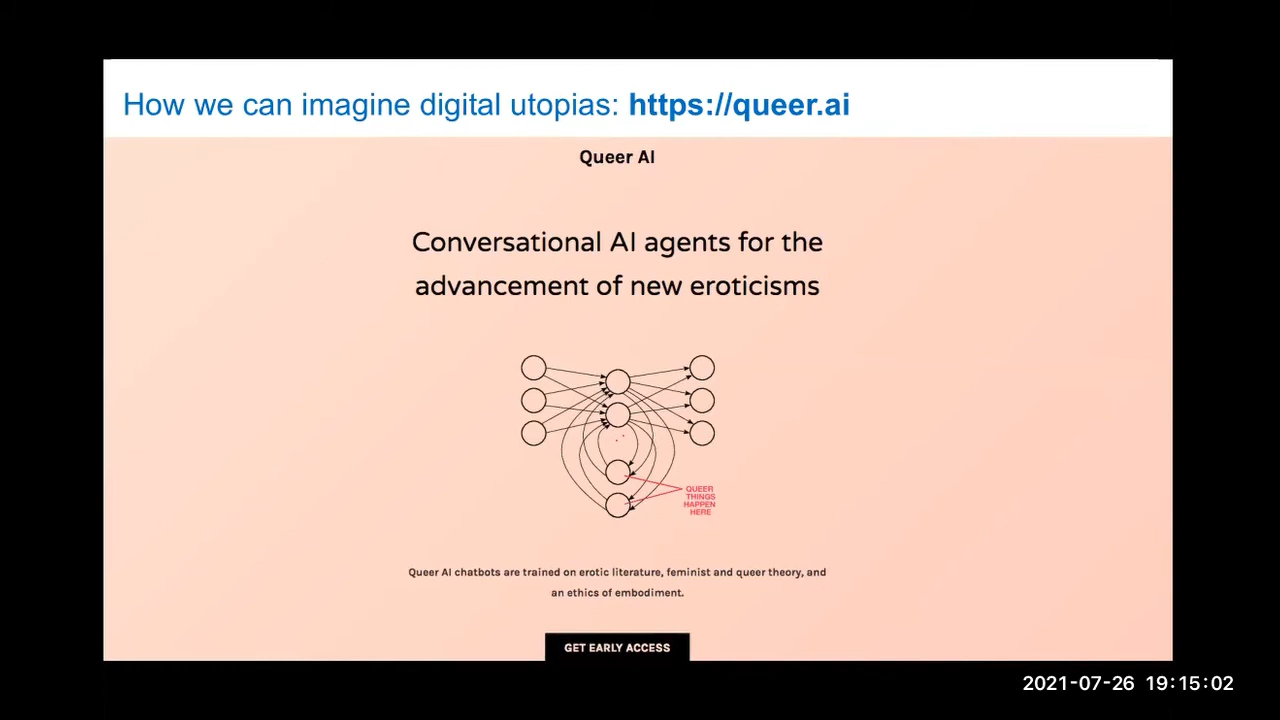 How we can imagine digital utopias: https://queer.ai
Queer AI
Conversational AI agents for the
advancement of new eroticisms
QUEER
THINGS
HAPPEN
HERE
Queer AI chatbots are trained on erotic literature, feminist and queer theory, and
an ethics of embodiment.
GET EARLY ACCESS
2021-07-26 19:15:02